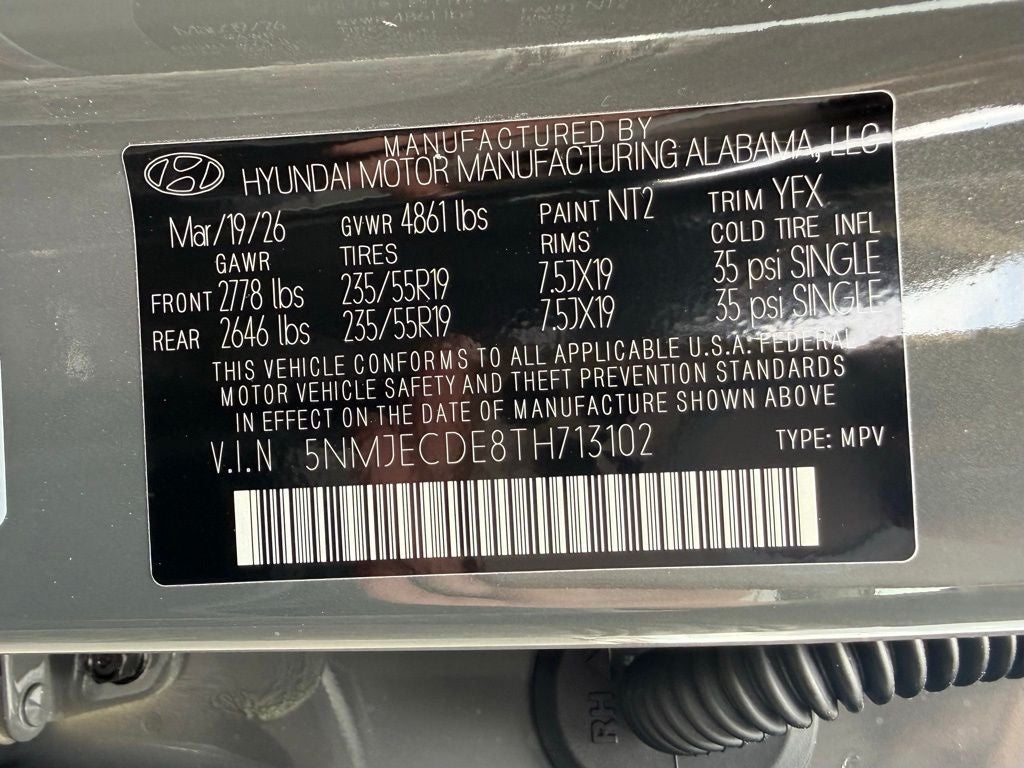 MANUFACTURED BY
HYUNDAI MOTOR MANUFACTURING ALABAMA, LLC
Mar/19/26 GVWR 4861 lbs PAINT NT2 TRIM YFX
GAWR TIRES RIMS COLD TIRE INFL
FRONT 2778 lbs 235/55R19 7.5JX19 35 psi SINGLE
REAR 2646 lbs 235/55R19 7.5JX19 35 psi SINGLE
THIS VEHICLE CONFORMS TO ALL APPLICABLE U.S.A. FEDERAL
MOTOR VEHICLE SAFETY AND THEFT PREVENTION STANDARDS
IN EFFECT ON THE DATE OF MANUFACTURE SHOWN ABOVE
V.I.N 5NMJECDE8TH713102 TYPE: MPV
RH